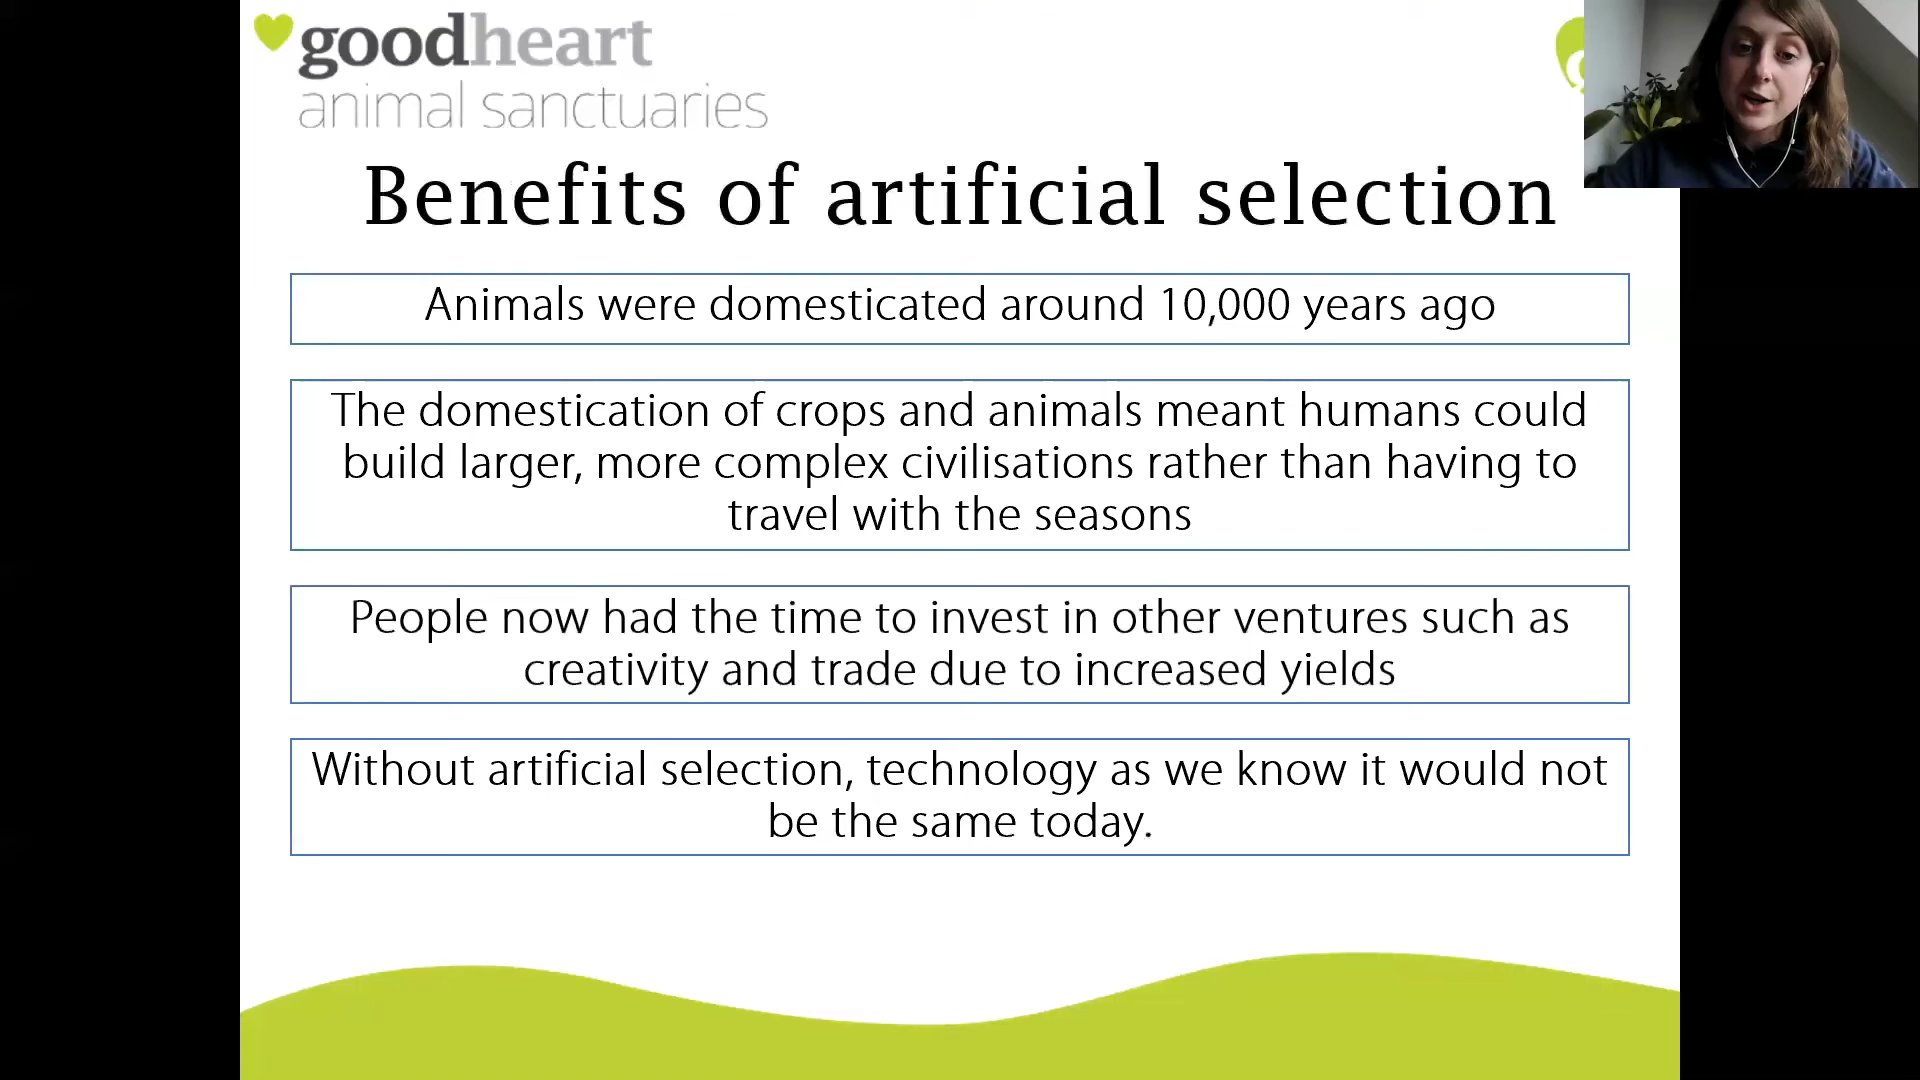 goodheart
animal sanctuaries
Benefits of artificial selection
Animals were domesticated around 10,000 years ago
The domestication of crops and animals meant humans could
build larger, more complex civilisations rather than having to
travel with the seasons
People now had the time to invest in other ventures such as
creativity and trade due to increased yields
Without artificial selection, technology as we know it would not
be the same today.